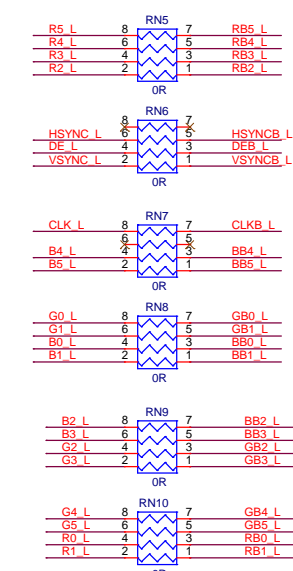 RN5
R5_L 8 7 RB5_L
R4_L 6 5 RB4_L
R3_L 4 3 RB3_L
R2_L 2 1 RB2_L
0R
RN6
8 7
HSYNC_L 6 5 HSYNCB_L
DE_L 4 3 DEB_L
VSYNC_L 2 1 VSYNCB_L
0R
RN7
CLK_L 8 7 CLKB_L
6 5
B4_L 4 3 BB4_L
B5_L 2 1 BB5_L
0R
RN8
G0_L 8 7 GB0_L
G1_L 6 5 GB1_L
B0_L 4 3 BB0_L
B1_L 2 1 BB1_L
0R
RN9
B2_L 8 7 BB2_L
B3_L 6 5 BB3_L
G2_L 4 3 GB2_L
G3_L 2 1 GB3_L
0R
RN10
G4_L 8 7 GB4_L
G5_L 6 5 GB5_L
R0_L 4 3 RB0_L
R1_L 2 1 RB1_L